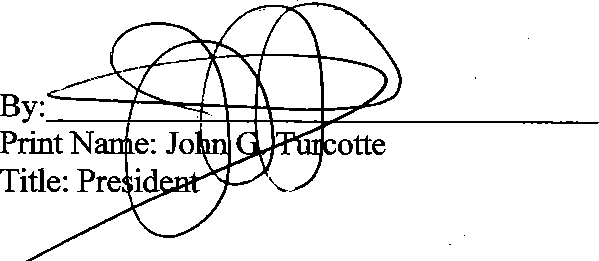 By:
Print Name: John G. Turcotte
Title: President